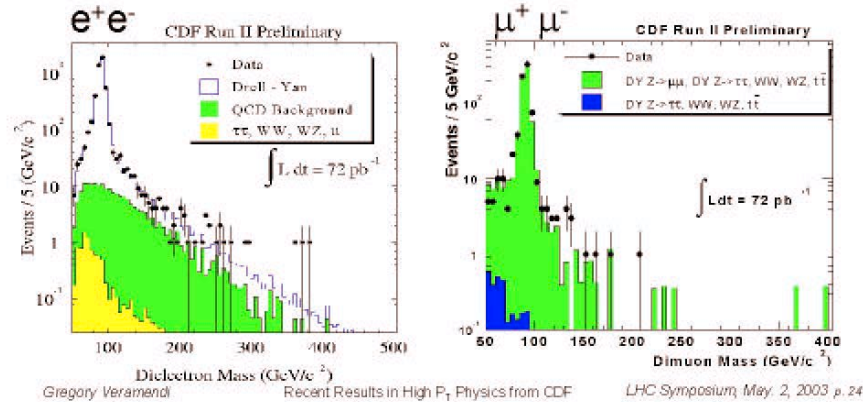 e⁺e⁻
CDF Run II Preliminary
Data
Drell - Yan
QCD Background
ττ, WW, WZ, tt
∫ L dt = 72 pb⁻¹
Events / 5 (GeV/c²)
10³
10²
10
1
10⁻¹
100 200 300 400 500
Dielectron Mass (GeV/c²)
μ⁺ μ⁻
CDF Run II Preliminary
Data
DY Z->μμ, DY Z->ττ, WW, WZ, tt̄
DY Z->ττ, WW, WZ, tt̄
∫ Ldt = 72 pb⁻¹
Events / 5 GeV/c²
10²
10
1
10⁻¹
50 100 150 200 250 300 350 400
Dimuon Mass (GeV/c²)
Gregory Veramendi
Recent Results in High P_T Physics from CDF
LHC Symposium, May. 2, 2003 p. 24